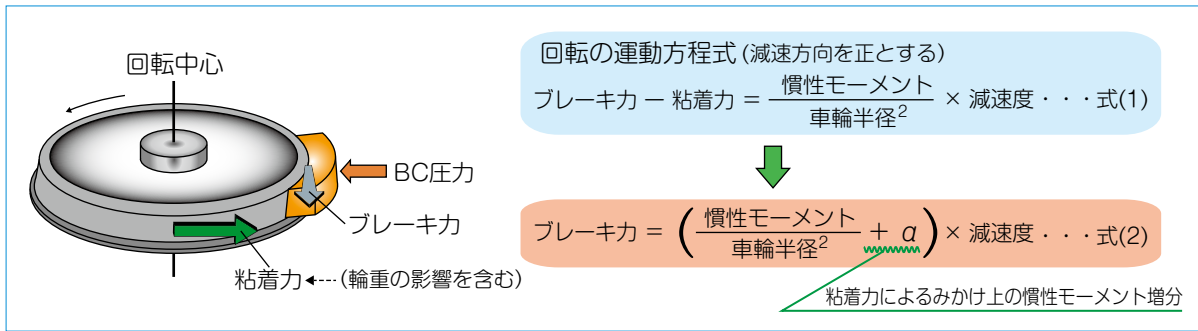 回転中心
BC圧力
ブレーキ力
粘着力 (輪重の影響を含む)
回転の運動方程式 (減速方向を正とする)
ブレーキ力 − 粘着力 = 慣性モーメント / 車輪半径² × 減速度・・・式(1)
ブレーキ力 = ( 慣性モーメント / 車輪半径² + α ) × 減速度・・・式(2)
粘着力によるみかけ上の慣性モーメント増分